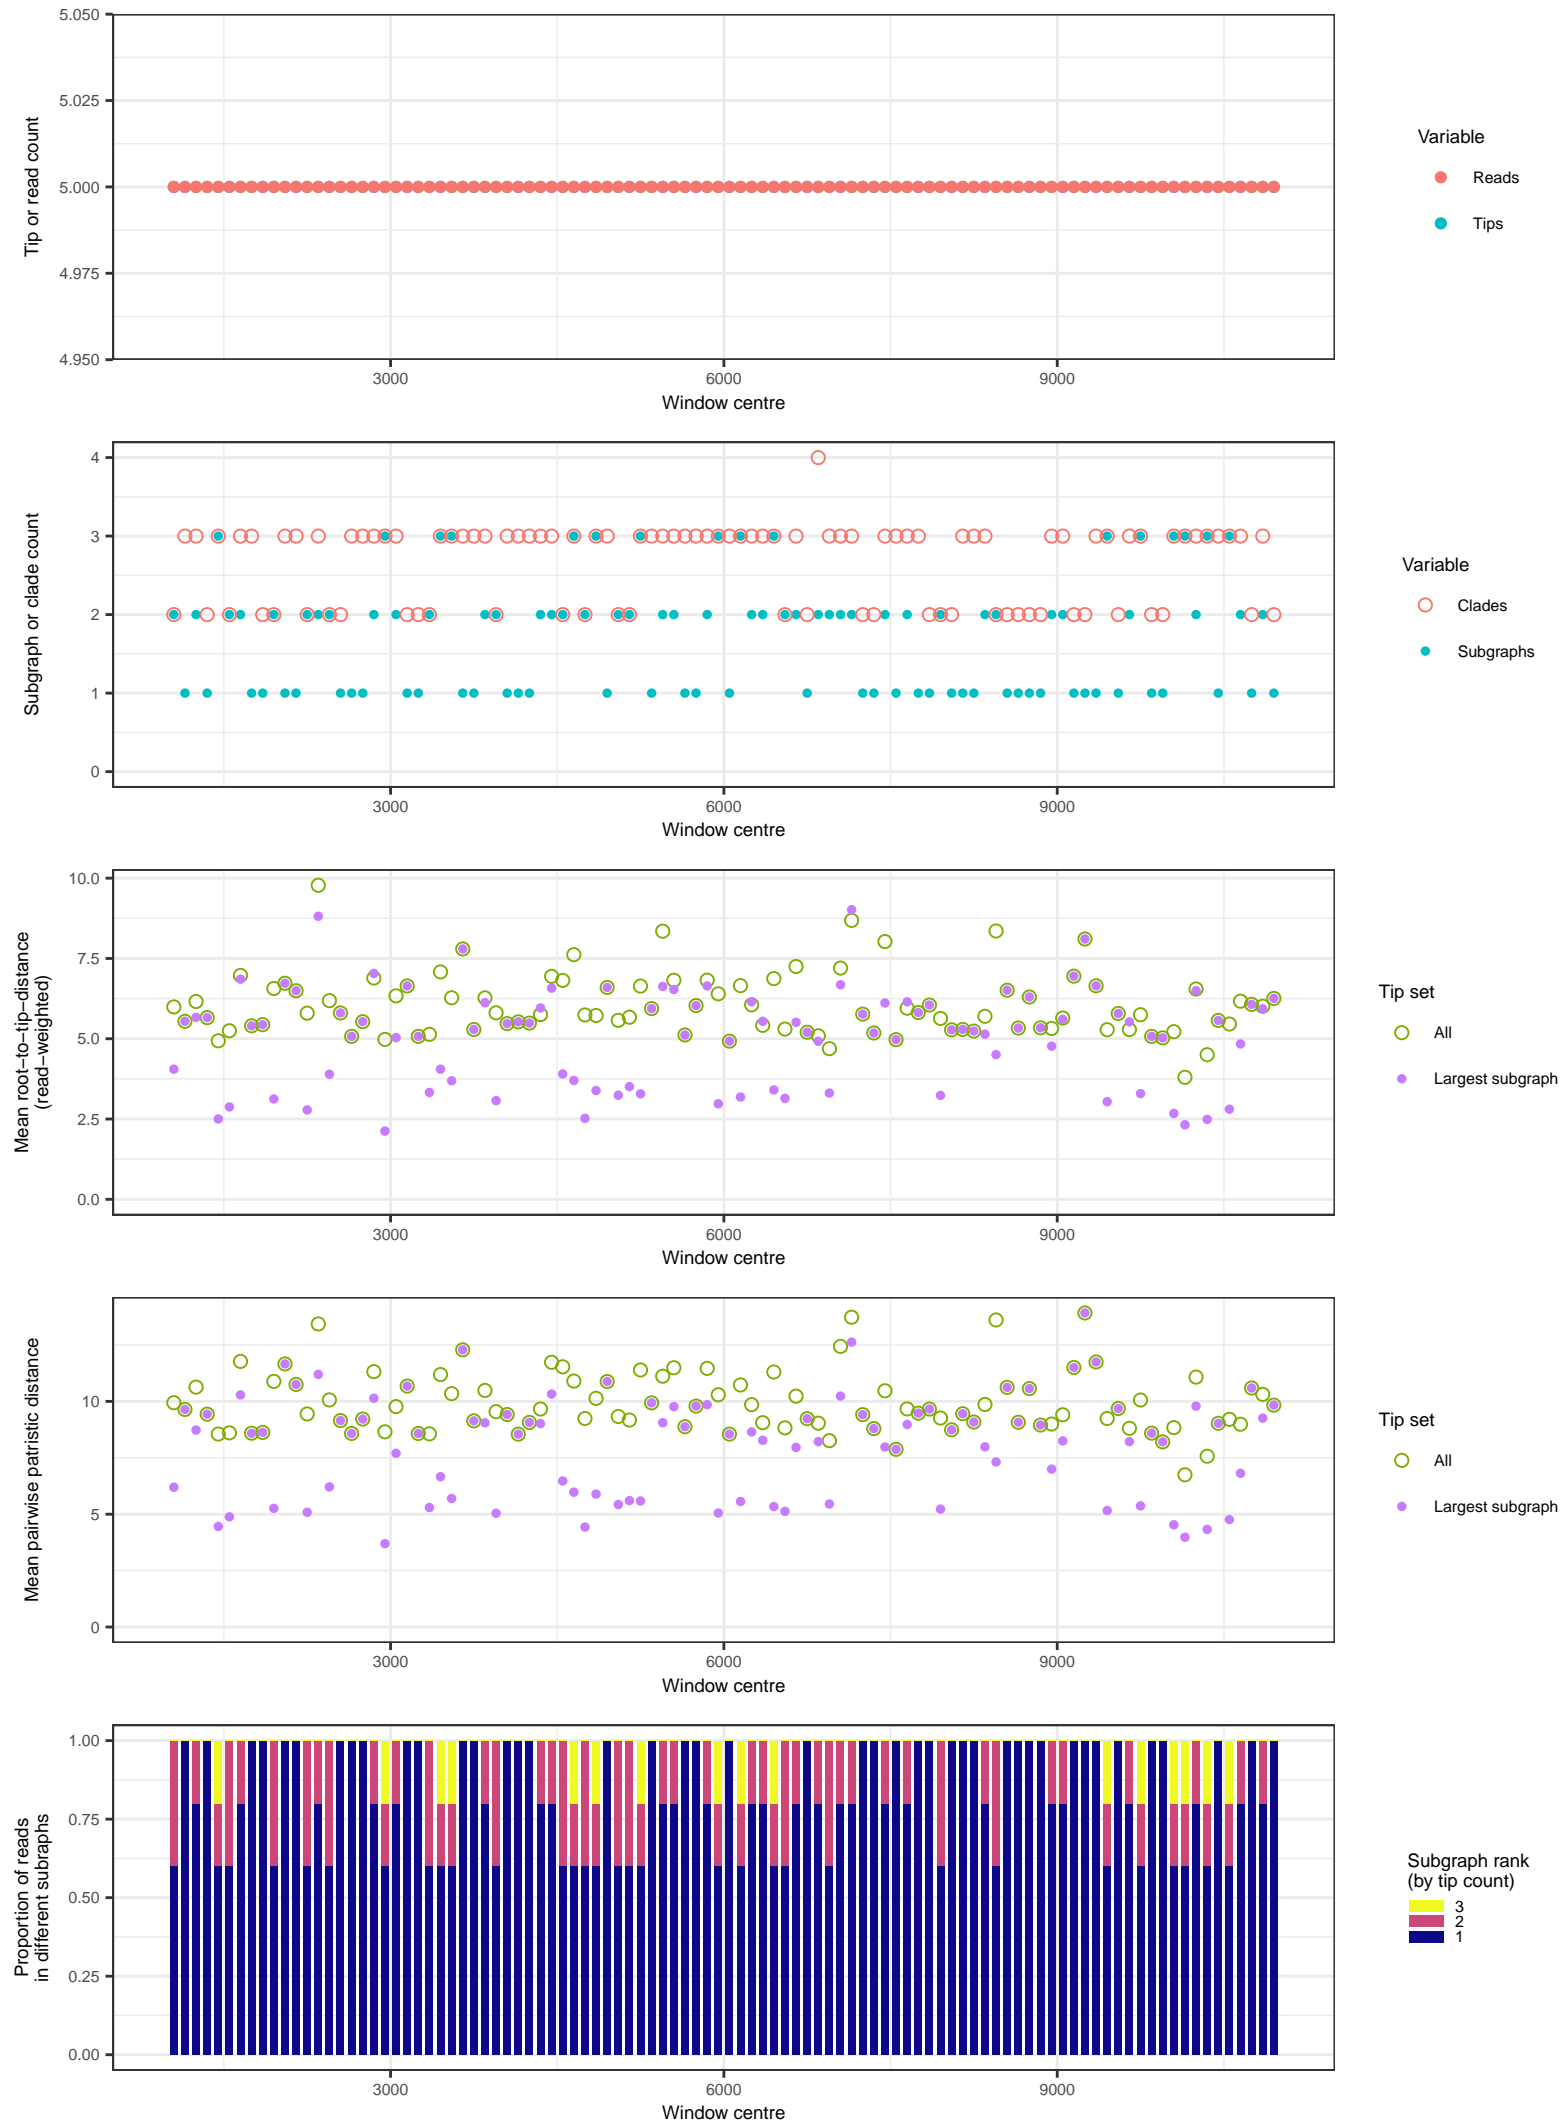 5.050
5.025
5.000
4.975
4.950
Tip or read count
3000
6000
9000
Window centre
Variable
Reads
Tips
4
3
2
1
0
Subgraph or clade count
3000
6000
9000
Window centre
Variable
Clades
Subgraphs
10.0
7.5
5.0
2.5
0.0
Mean root−to−tip−distance
(read−weighted)
3000
6000
9000
Window centre
Tip set
All
Largest subgraph
10
5
0
Mean pairwise patristic distance
3000
6000
9000
Window centre
Tip set
All
Largest subgraph
1.00
0.75
0.50
0.25
0.00
Proportion of reads
in different subraphs
3000
6000
9000
Window centre
Subgraph rank
(by tip count)
3
2
1